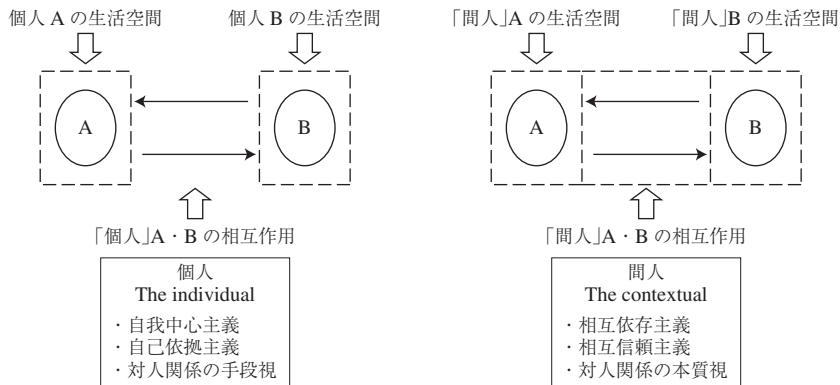 個人 A の生活空間
個人 B の生活空間
A
B
「個人」A・B の相互作用
個人
The individual
・自我中心主義
・自己依拠主義
・対人関係の手段視
「間人」A の生活空間
「間人」B の生活空間
A
B
「間人」A・B の相互作用
間人
The contextual
・相互依存主義
・相互信頼主義
・対人関係の本質視